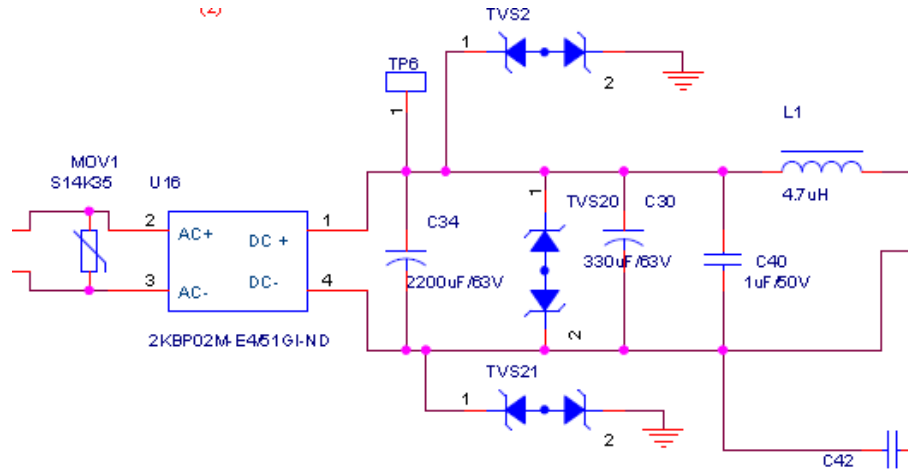 (2)
TVS2
1
2
TP6
1
L1
4.7uH
MOV1
S14K35
U16
2
1
AC+
DC+
AC-
DC-
3
4
2KBP02M-E4/51GI-ND
C34
2200uF/63V
1
TVS20
2
C30
330uF/63V
C40
1uF/50V
TVS21
1
2
C42